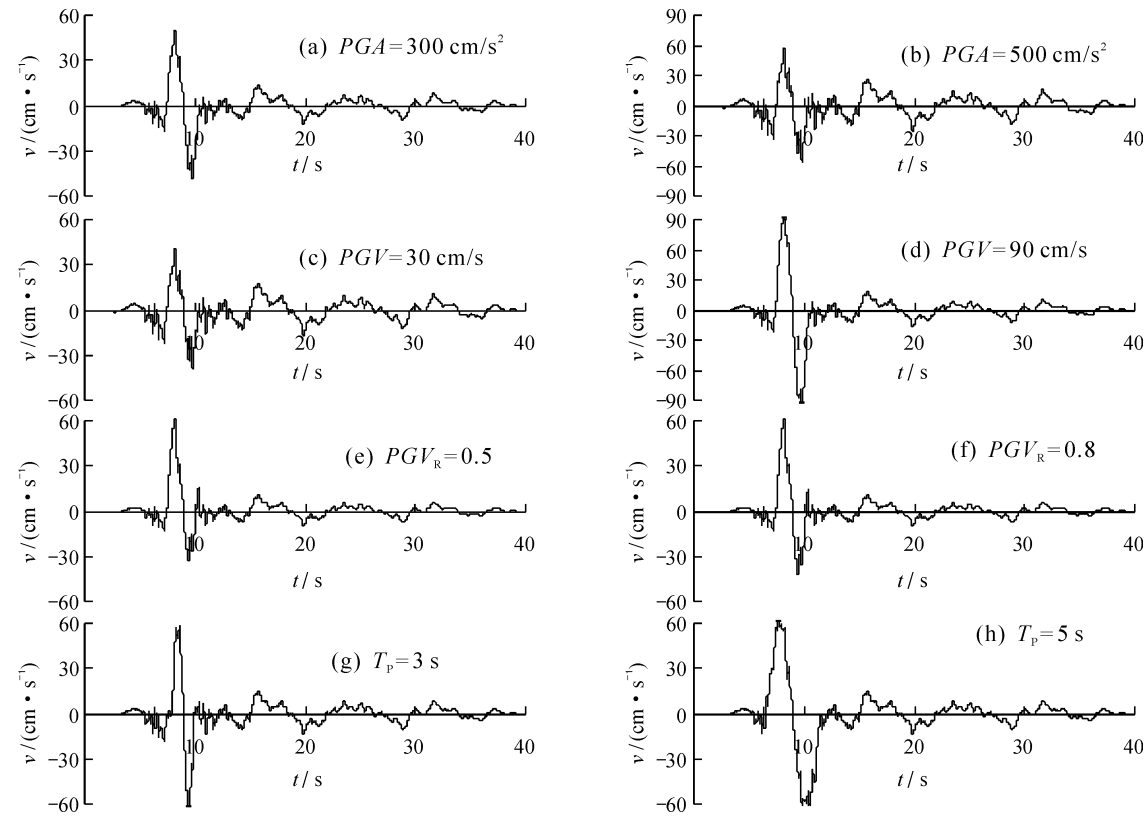 (a) PGA=300 cm/s²
v/(cm·s⁻¹)
60
30
0
−30
−60
10 20 30 40
t/s
(b) PGA=500 cm/s²
v/(cm·s⁻¹)
90
60
30
0
−30
−60
−90
10 20 30 40
t/s
(c) PGV=30 cm/s
v/(cm·s⁻¹)
60
30
0
−30
−60
10 20 30 40
t/s
(d) PGV=90 cm/s
v/(cm·s⁻¹)
90
60
30
0
−30
−60
−90
10 20 30 40
t/s
(e) PGV_R=0.5
v/(cm·s⁻¹)
60
30
0
−30
−60
10 20 30 40
t/s
(f) PGV_R=0.8
v/(cm·s⁻¹)
60
30
0
−30
−60
10 20 30 40
t/s
(g) T_P=3 s
v/(cm·s⁻¹)
60
30
0
−30
−60
10 20 30 40
t/s
(h) T_P=5 s
v/(cm·s⁻¹)
60
30
0
−30
−60
10 20 30 40
t/s